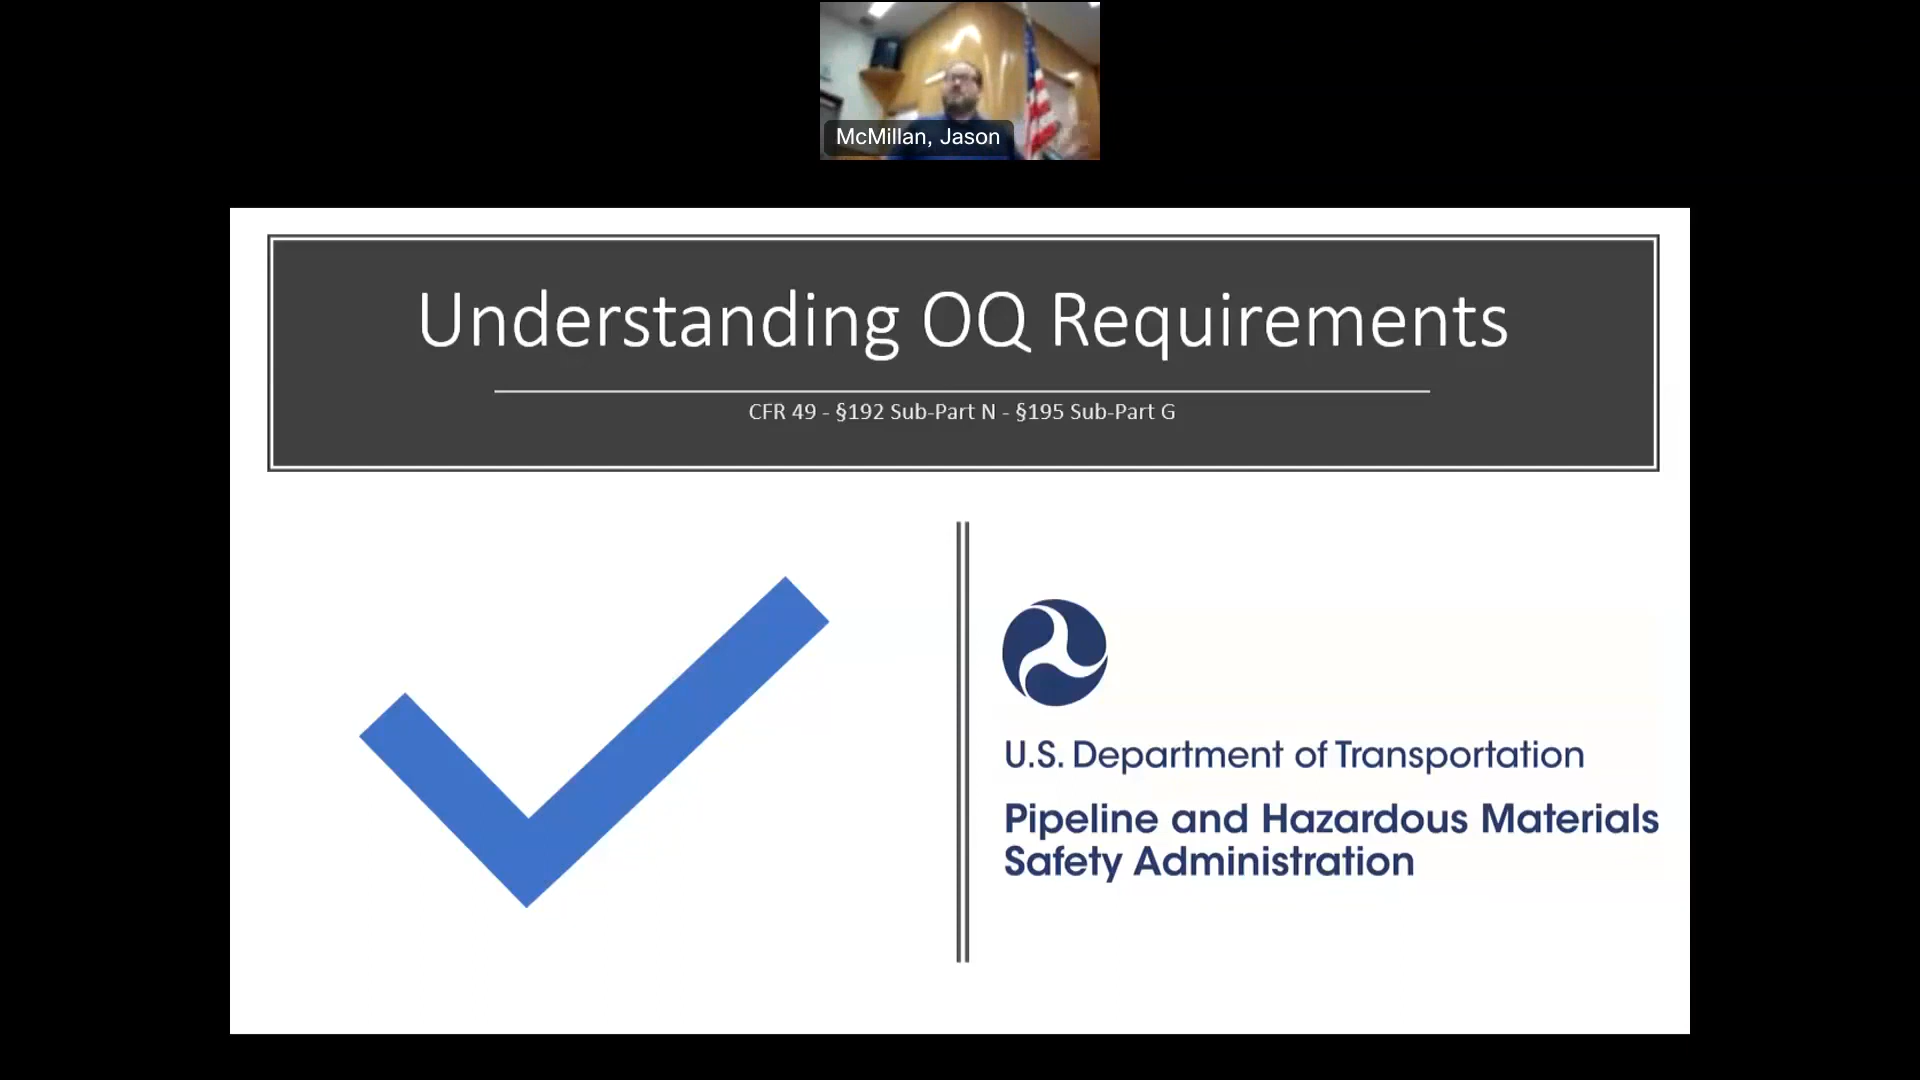 McMillan, Jason
Understanding OQ Requirements
CFR 49 - §192 Sub-Part N - §195 Sub-Part G
U.S. Department of Transportation
Pipeline and Hazardous Materials
Safety Administration